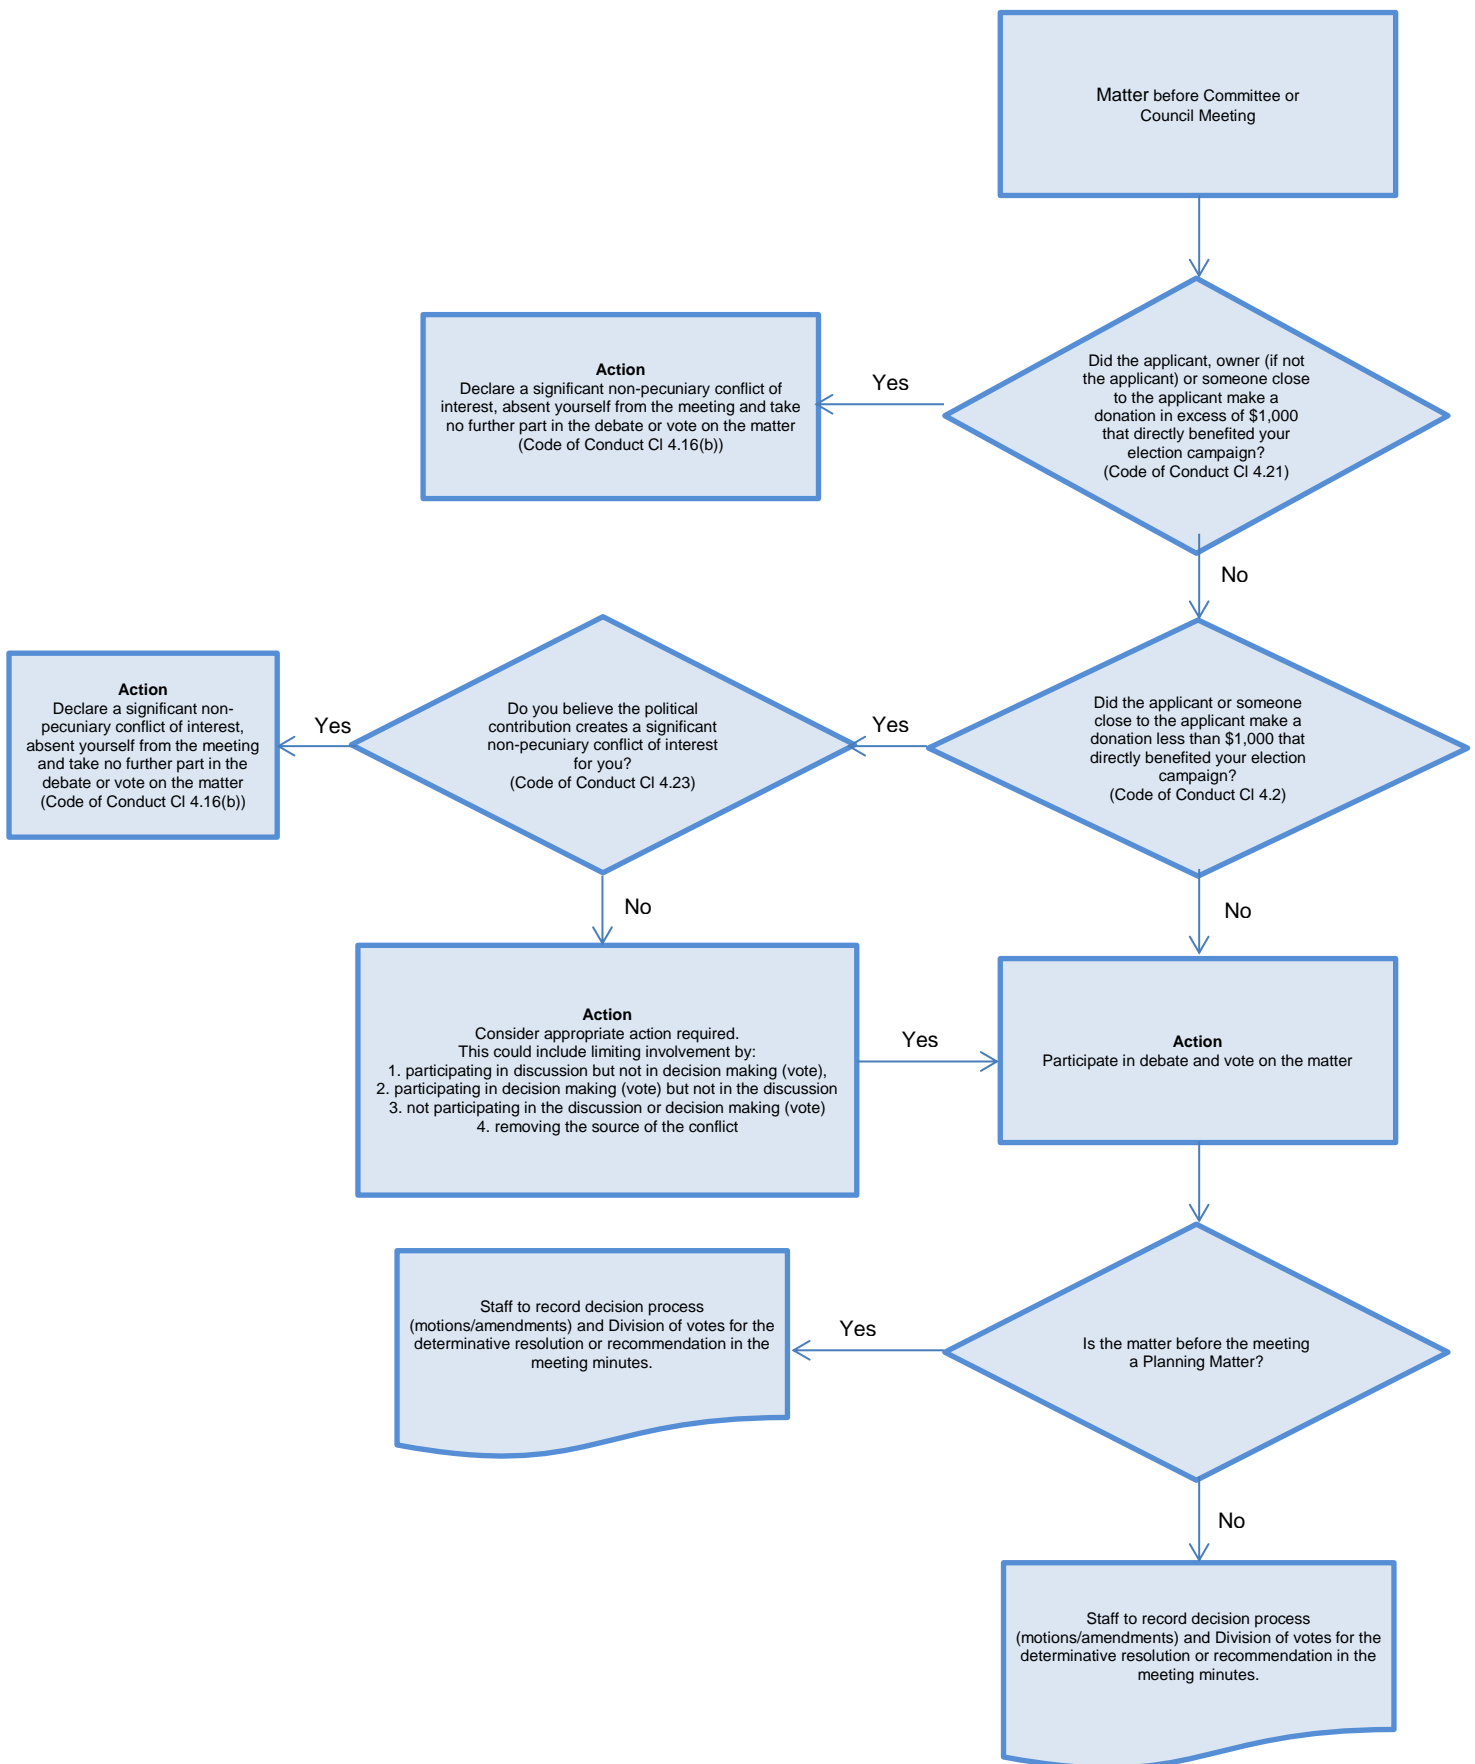 Matter before Committee or
Council Meeting
Did the applicant, owner (if not
the applicant) or someone close
to the applicant make a
donation in excess of $1,000
that directly benefited your
election campaign?
(Code of Conduct Cl 4.21)
Yes
Action
Declare a significant non-pecuniary conflict of
interest, absent yourself from the meeting and take
no further part in the debate or vote on the matter
(Code of Conduct Cl 4.16(b))
No
Did the applicant or someone
close to the applicant make a
donation less than $1,000 that
directly benefited your election
campaign?
(Code of Conduct Cl 4.2)
Yes
Do you believe the political
contribution creates a significant
non-pecuniary conflict of interest
for you?
(Code of Conduct Cl 4.23)
Yes
Action
Declare a significant non-
pecuniary conflict of interest,
absent yourself from the meeting
and take no further part in the
debate or vote on the matter
(Code of Conduct Cl 4.16(b))
No
No
Action
Consider appropriate action required.
This could include limiting involvement by:
1. participating in discussion but not in decision making (vote),
2. participating in decision making (vote) but not in the discussion
3. not participating in the discussion or decision making (vote)
4. removing the source of the conflict
Yes
Action
Participate in debate and vote on the matter
Is the matter before the meeting
a Planning Matter?
Yes
Staff to record decision process
(motions/amendments) and Division of votes for the
determinative resolution or recommendation in the
meeting minutes.
No
Staff to record decision process
(motions/amendments) and Division of votes for the
determinative resolution or recommendation in the
meeting minutes.